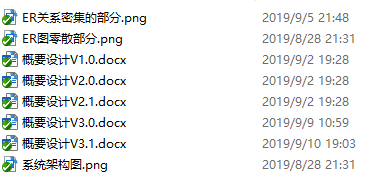 ER关系密集的部分.png 2019/9/5 21:48
ER图零散部分.png 2019/8/28 21:31
概要设计V1.0.docx 2019/9/2 19:28
概要设计V2.0.docx 2019/9/2 19:28
概要设计V2.1.docx 2019/9/2 19:28
概要设计V3.0.docx 2019/9/9 10:59
概要设计V3.1.docx 2019/9/10 19:03
系统架构图.png 2019/8/28 21:31